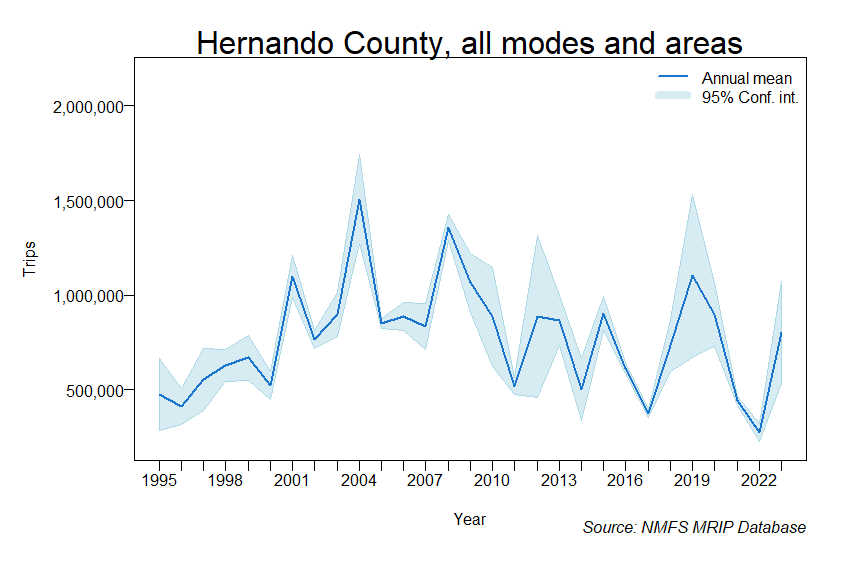 Hernando County, all modes and areas
Annual mean
95% Conf. int.
2,000,000
1,500,000
1,000,000
500,000
Trips
1995 1998 2001 2004 2007 2010 2013 2016 2019 2022
Year
Source: NMFS MRIP Database